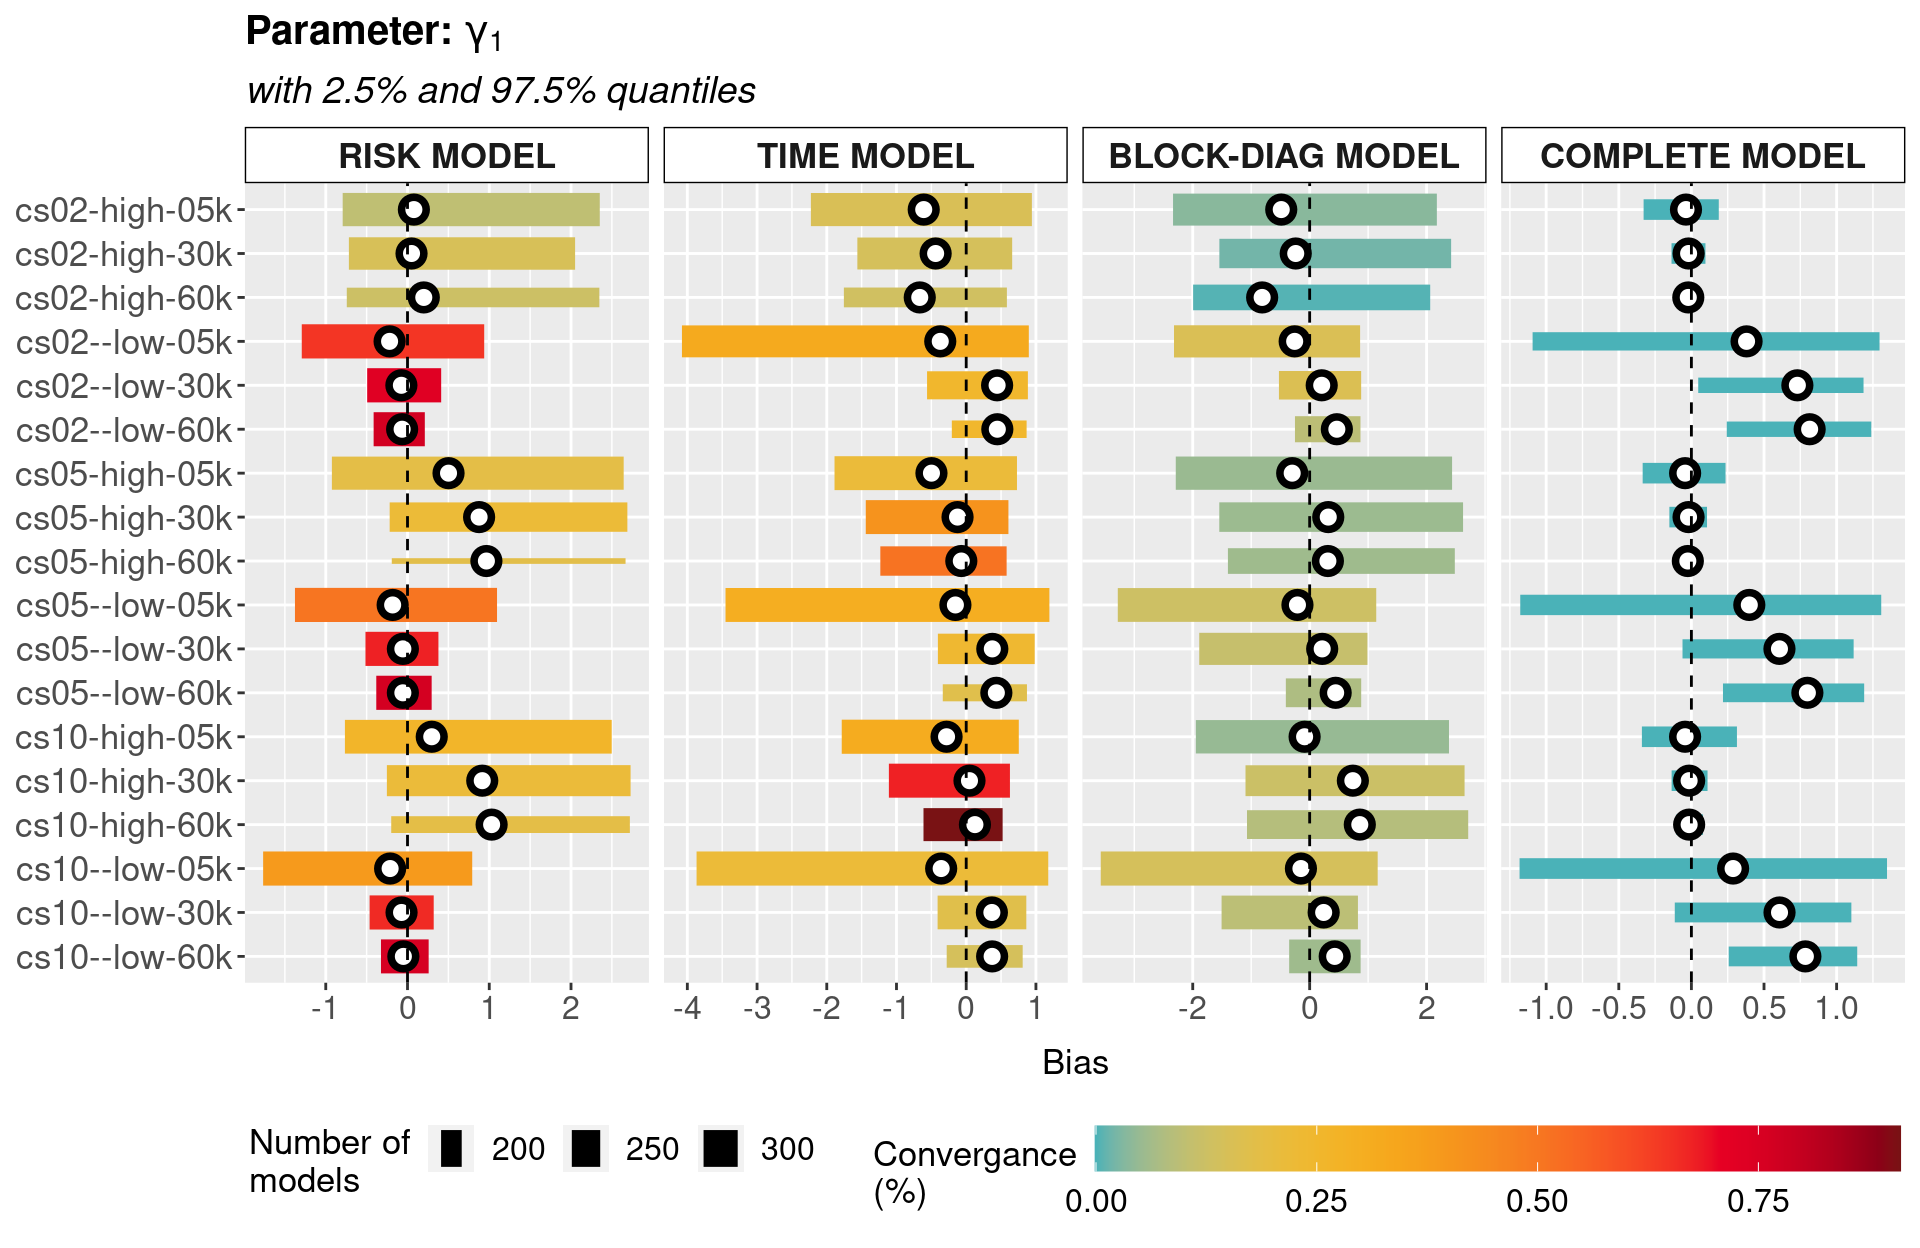 Parameter: γ1
with 2.5% and 97.5% quantiles
RISK MODEL TIME MODEL BLOCK-DIAG MODEL COMPLETE MODEL
cs02-high-05k
cs02-high-30k
cs02-high-60k
cs02--low-05k
cs02--low-30k
cs02--low-60k
cs05-high-05k
cs05-high-30k
cs05-high-60k
cs05--low-05k
cs05--low-30k
cs05--low-60k
cs10-high-05k
cs10-high-30k
cs10-high-60k
cs10--low-05k
cs10--low-30k
cs10--low-60k
-1 0 1 2 -4 -3 -2 -1 0 1 -2 0 2 -1.0 -0.5 0.0 0.5 1.0
Bias
Number of
models
200 250 300
Convergance
(%)
0.00 0.25 0.50 0.75